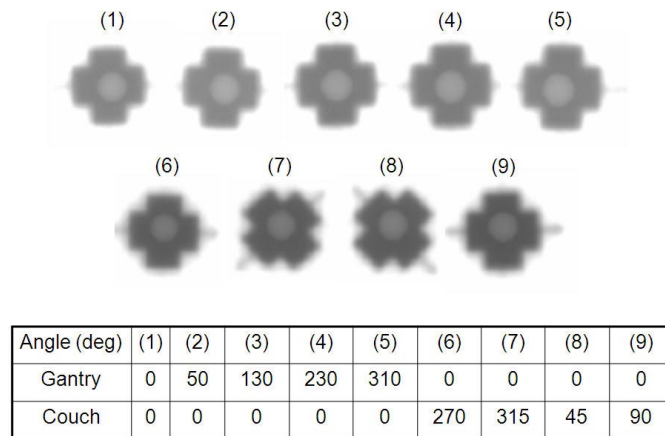 (1) (2) (3) (4) (5)
(6) (7) (8) (9)
Angle (deg) (1) (2) (3) (4) (5) (6) (7) (8) (9)
Gantry 0 50 130 230 310 0 0 0 0
Couch 0 0 0 0 0 270 315 45 90